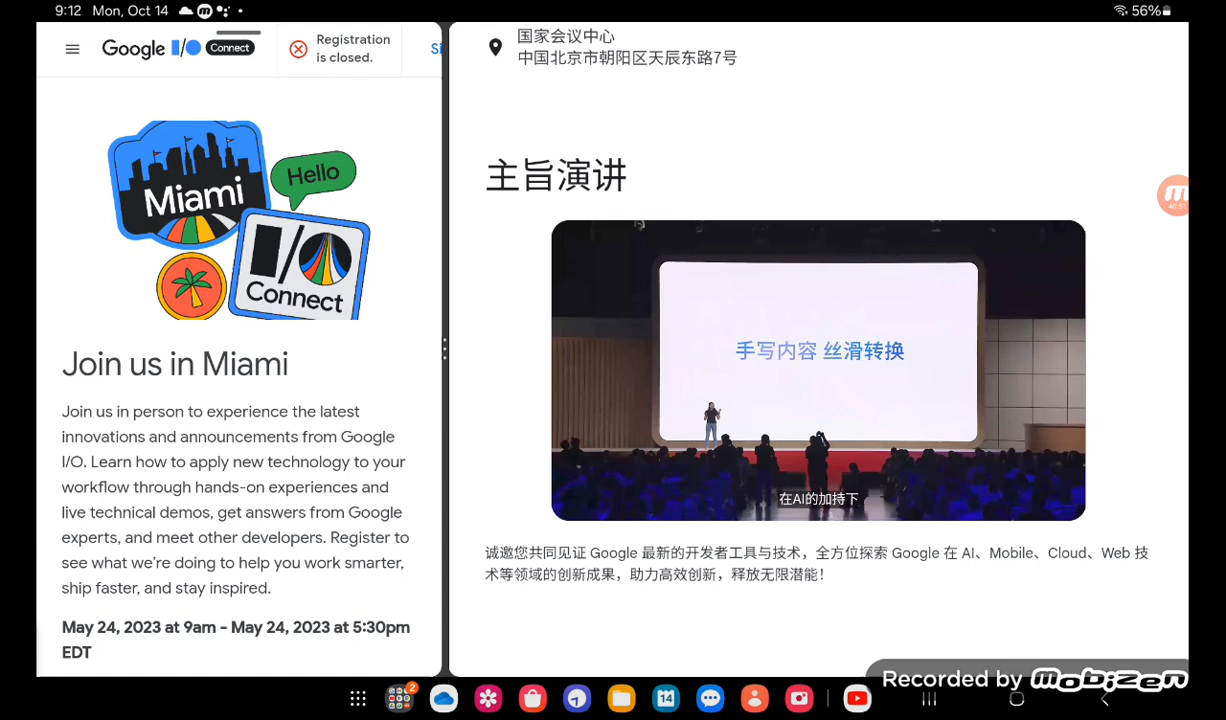 9:12 Mon, Oct 14
56%
Google I/O Connect
Registration
is closed.
Si
Miami
Hello
I/O
Connect
Join us in Miami
Join us in person to experience the latest
innovations and announcements from Google
I/O. Learn how to apply new technology to your
workflow through hands-on experiences and
live technical demos, get answers from Google
experts, and meet other developers. Register to
see what we're doing to help you work smarter,
ship faster, and stay inspired.
May 24, 2023 at 9am - May 24, 2023 at 5:30pm
EDT
国家会议中心
中国北京市朝阳区天辰东路7号
主旨演讲
手写内容 丝滑转换
在AI的加持下
诚邀您共同见证 Google 最新的开发者工具与技术，全方位探索 Google 在 AI、Mobile、Cloud、Web 技
术等领域的创新成果，助力高效创新，释放无限潜能！
40:51
2
14
Recorded by mobizen